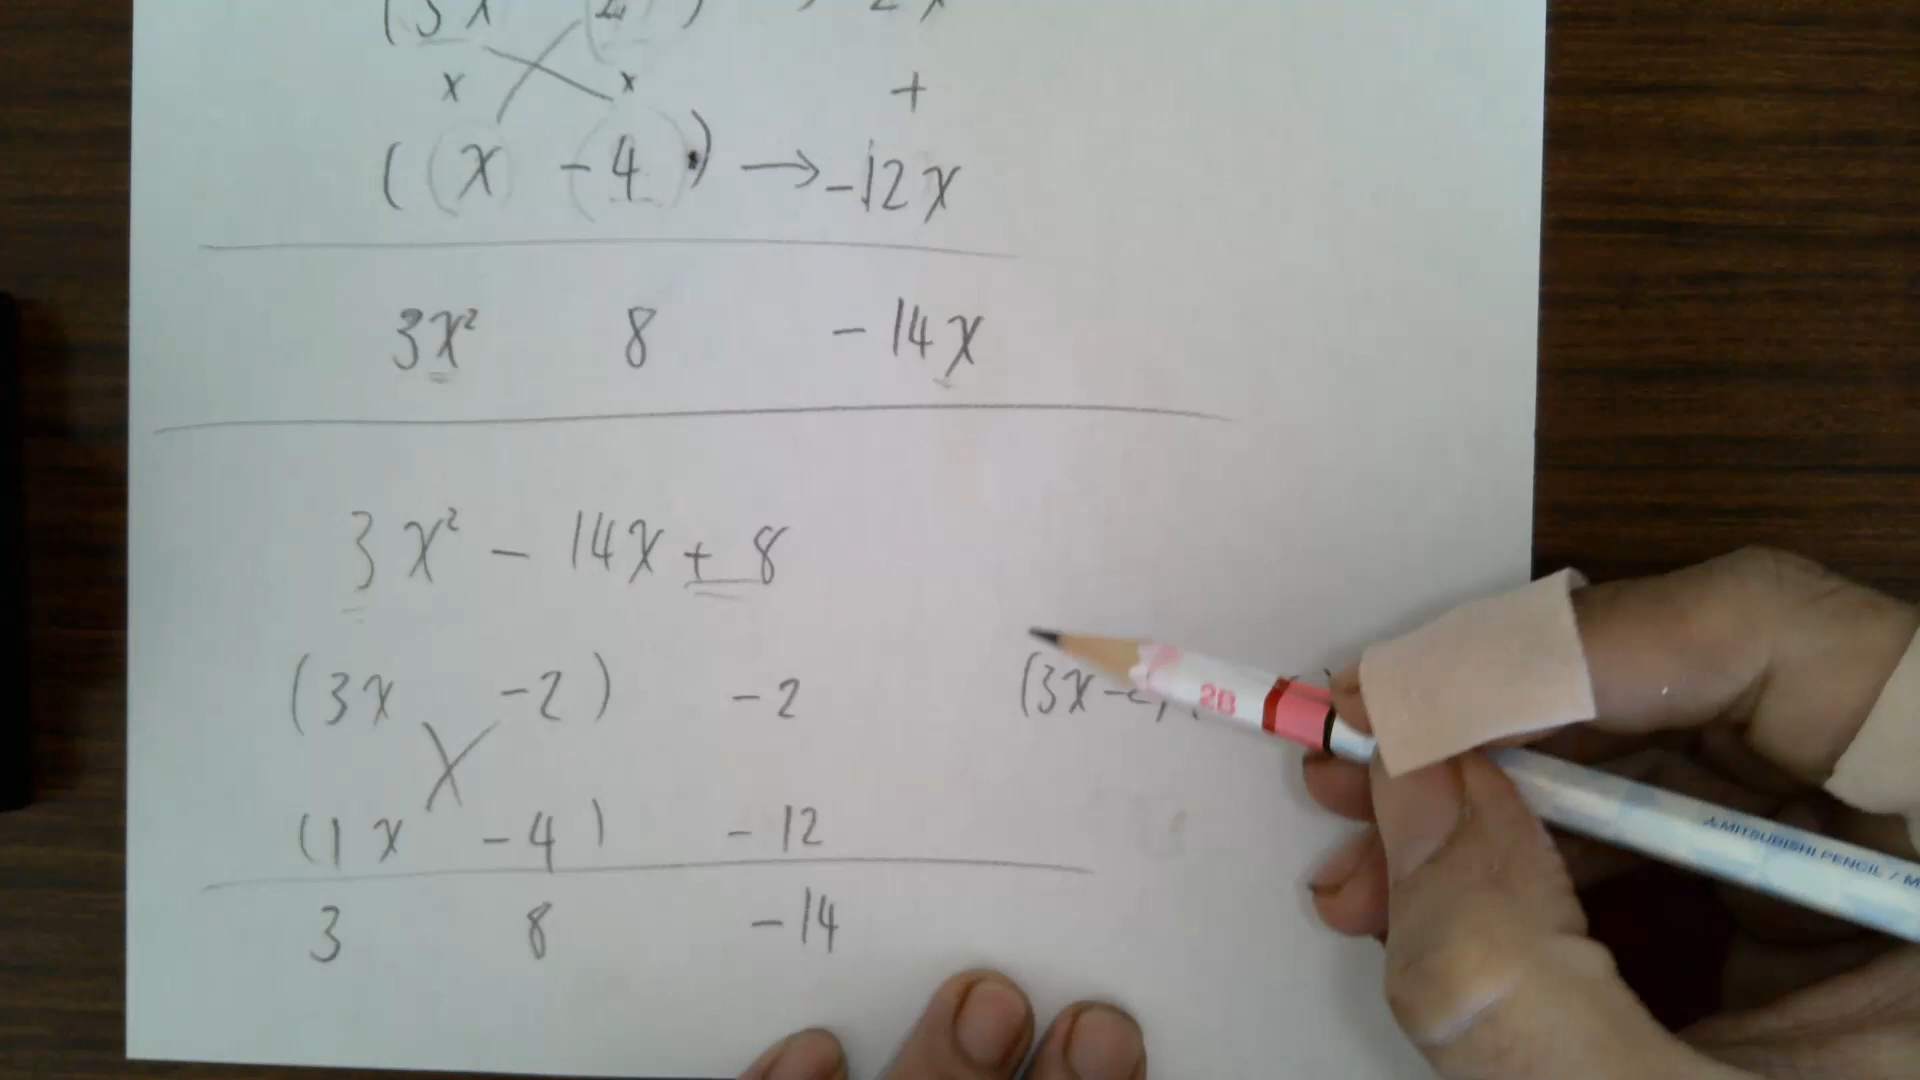 x x +
(x -4) → -12x
3x² 8 -14x
3x² - 14x + 8
(3x -2) -2 (3x-
(1x -4) -12
3 8 -14
2B
MITSUBISHI PENCIL / M